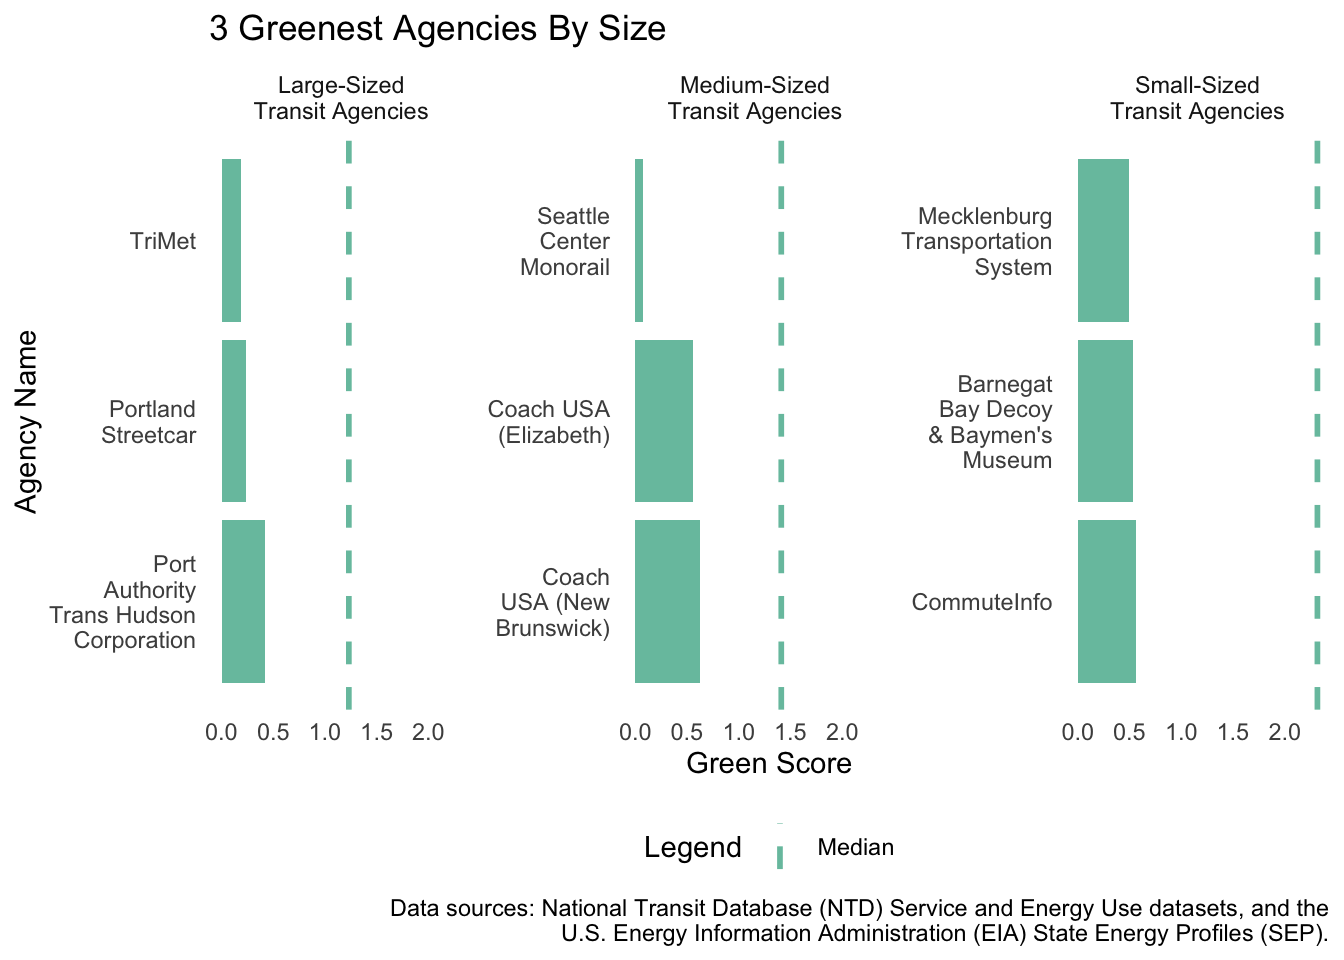 3 Greenest Agencies By Size
Large-Sized
Transit Agencies
Medium-Sized
Transit Agencies
Small-Sized
Transit Agencies
Agency Name
TriMet
Portland
Streetcar
Port
Authority
Trans Hudson
Corporation
Seattle
Center
Monorail
Coach USA
(Elizabeth)
Coach
USA (New
Brunswick)
Mecklenburg
Transportation
System
Barnegat
Bay Decoy
& Baymen's
Museum
CommuteInfo
0.0 0.5 1.0 1.5 2.0
0.0 0.5 1.0 1.5 2.0
0.0 0.5 1.0 1.5 2.0
Green Score
Legend
Median
Data sources: National Transit Database (NTD) Service and Energy Use datasets, and the
U.S. Energy Information Administration (EIA) State Energy Profiles (SEP).